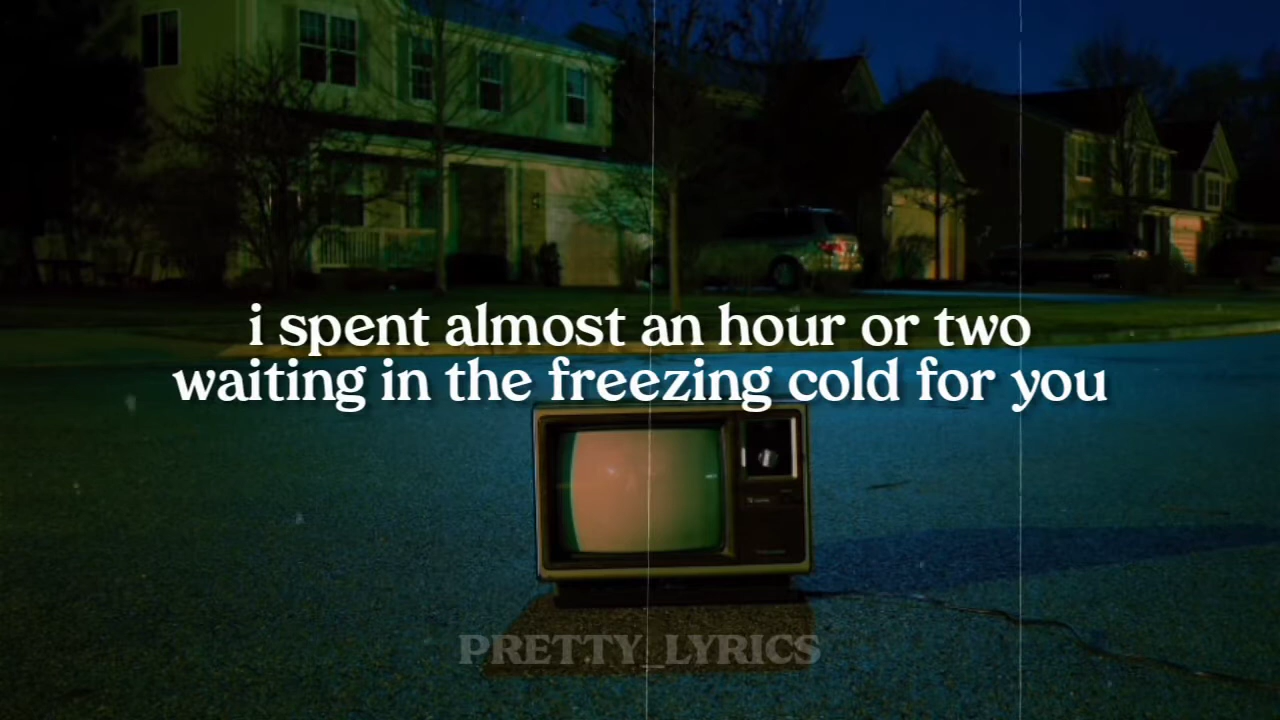 i spent almost an hour or two
waiting in the freezing cold for you
PRETTY_LYRICS